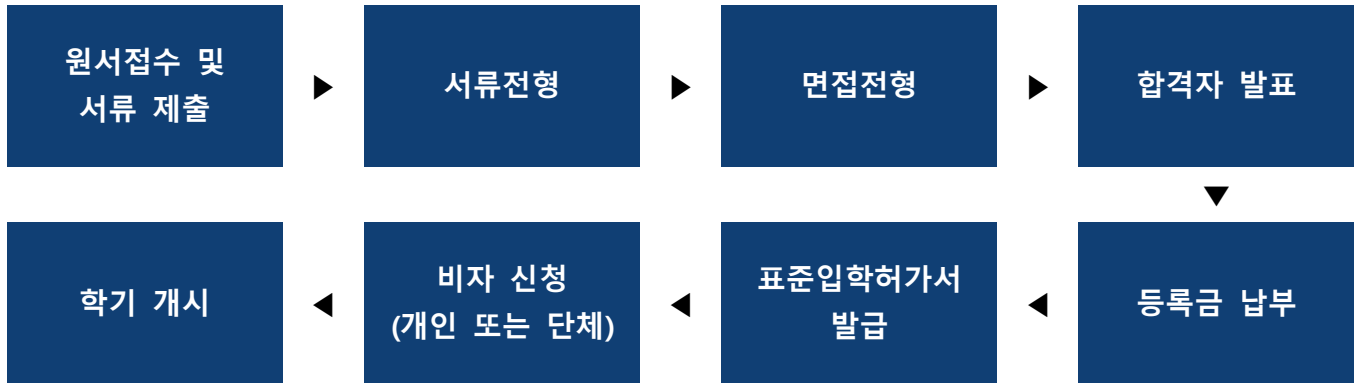 원서접수 및
서류 제출
서류전형
면접전형
합격자 발표
등록금 납부
표준입학허가서
발급
비자 신청
(개인 또는 단체)
학기 개시